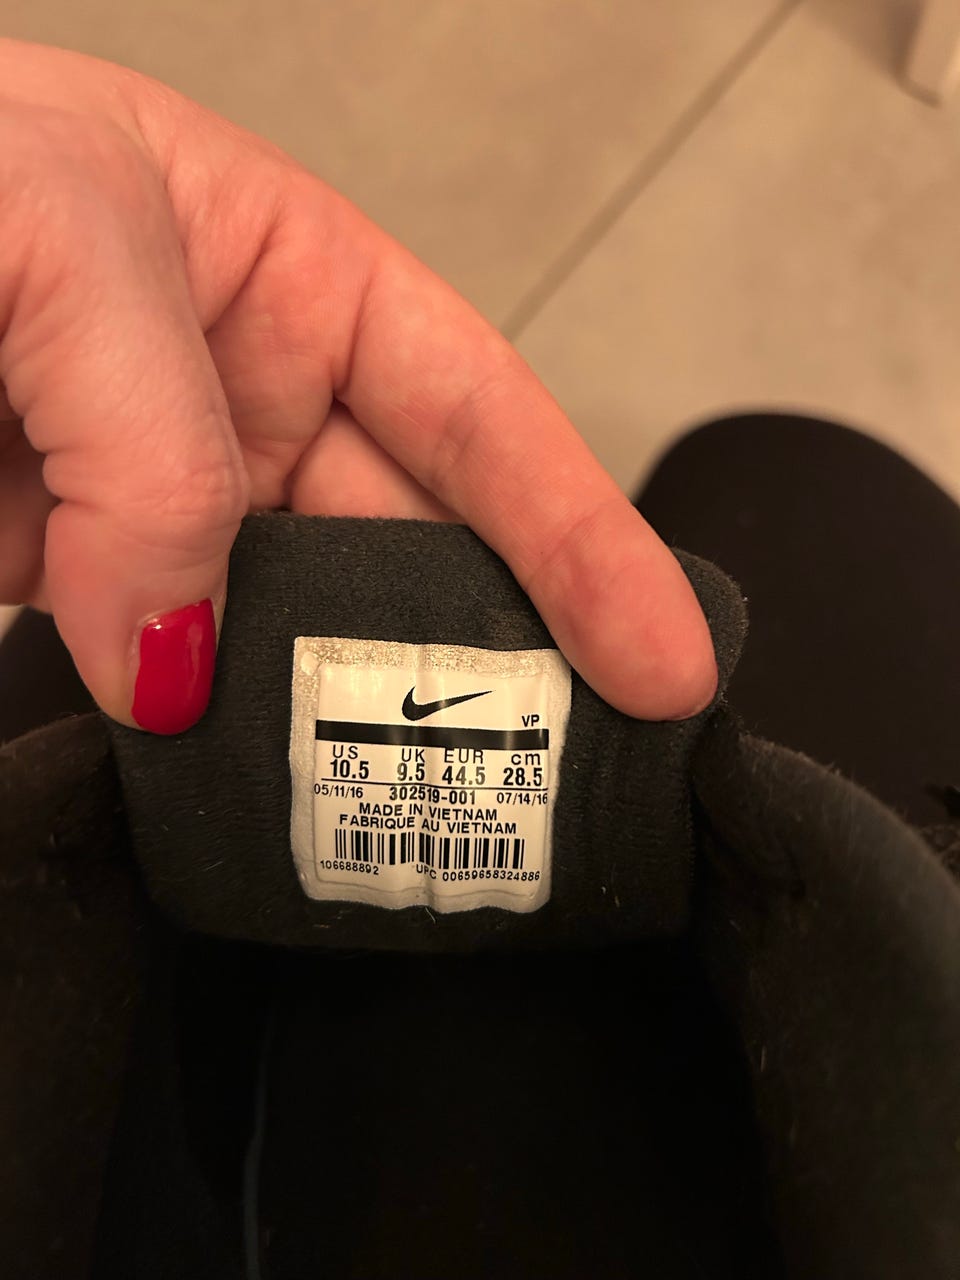 VP
US UK EUR cm
10.5 9.5 44.5 28.5
05/11/16 302519-001 07/14/16
MADE IN VIETNAM
FABRIQUE AU VIETNAM
106688892 UPC 00659658324886